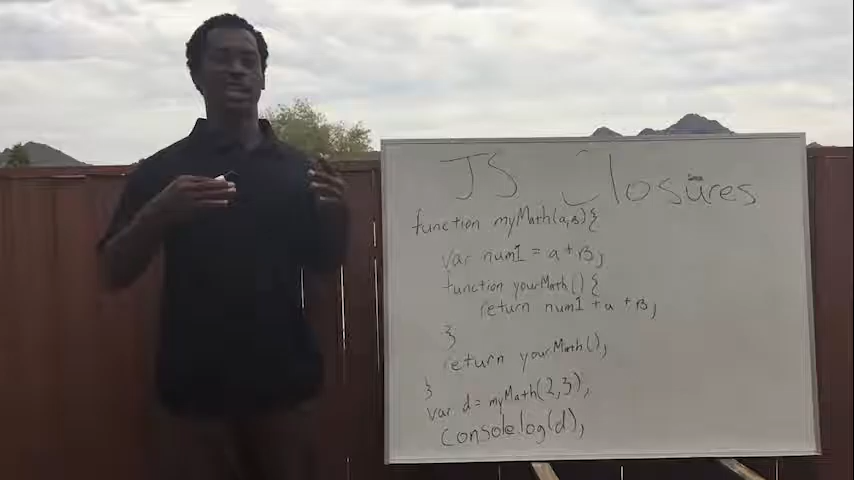 JS Closures
function myMath(a,B){
var num1 = a + B;
function yourMath(){
return num1 + a + B;
}
return yourMath();
}
var d = myMath(2,3);
console.log(d);